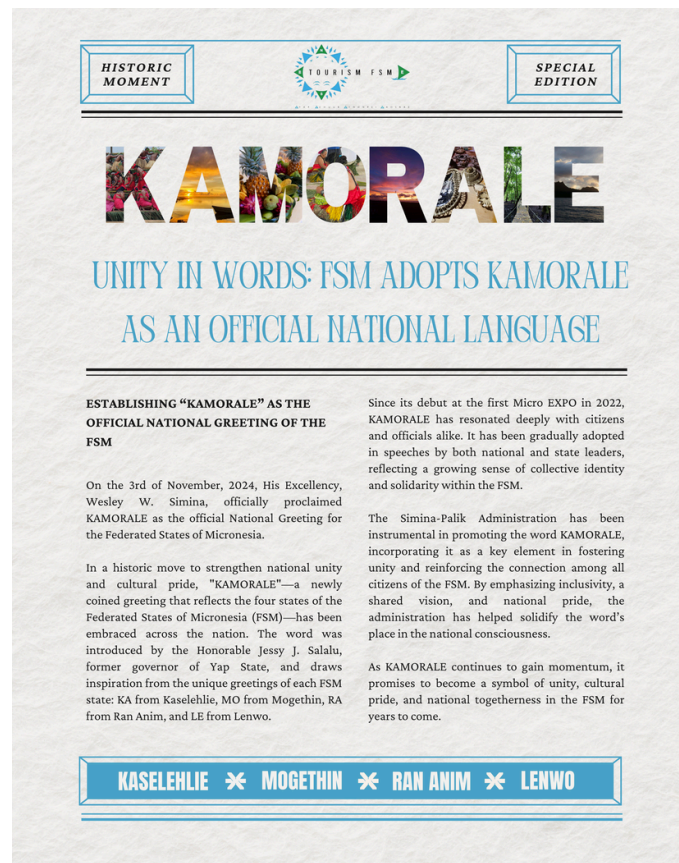 HISTORIC
MOMENT
TOURISM FSM
SPECIAL
EDITION
KAMORALE
UNITY IN WORDS: FSM ADOPTS KAMORALE
AS AN OFFICIAL NATIONAL LANGUAGE
ESTABLISHING “KAMORALE” AS THE
OFFICIAL NATIONAL GREETING OF THE
FSM
On the 3rd of November, 2024, His Excellency,
Wesley W. Simina, officially proclaimed
KAMORALE as the official National Greeting for
the Federated States of Micronesia.
In a historic move to strengthen national unity
and cultural pride, "KAMORALE"—a newly
coined greeting that reflects the four states of the
Federated States of Micronesia (FSM)—has been
embraced across the nation. The word was
introduced by the Honorable Jessy J. Salalu,
former governor of Yap State, and draws
inspiration from the unique greetings of each FSM
state: KA from Kaselehlie, MO from Mogethin, RA
from Ran Anim, and LE from Lenwo.
Since its debut at the first Micro EXPO in 2022,
KAMORALE has resonated deeply with citizens
and officials alike. It has been gradually adopted
in speeches by both national and state leaders,
reflecting a growing sense of collective identity
and solidarity within the FSM.
The Simina-Palik Administration has been
instrumental in promoting the word KAMORALE,
incorporating it as a key element in fostering
unity and reinforcing the connection among all
citizens of the FSM. By emphasizing inclusivity, a
shared vision, and national pride, the
administration has helped solidify the word’s
place in the national consciousness.
As KAMORALE continues to gain momentum, it
promises to become a symbol of unity, cultural
pride, and national togetherness in the FSM for
years to come.
KASELEHLIE MOGETHIN RAN ANIM LENWO